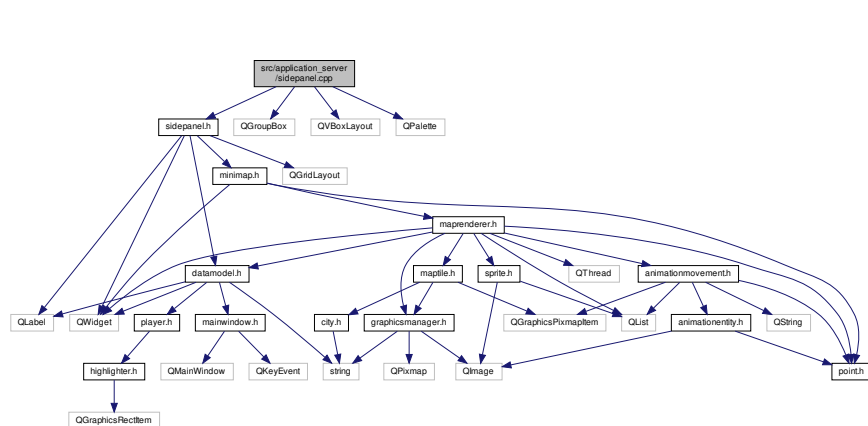 src/application_server
/sidepanel.cpp
sidepanel.h
QGroupBox
QVBoxLayout
QPalette
minimap.h
QGridLayout
maprenderer.h
datamodel.h
maptile.h
sprite.h
QThread
animationmovement.h
QLabel
QWidget
player.h
mainwindow.h
city.h
graphicsmanager.h
QGraphicsPixmapItem
QList
animationentity.h
QString
highlighter.h
QMainWindow
QKeyEvent
string
QPixmap
QImage
point.h
QGraphicsRectItem